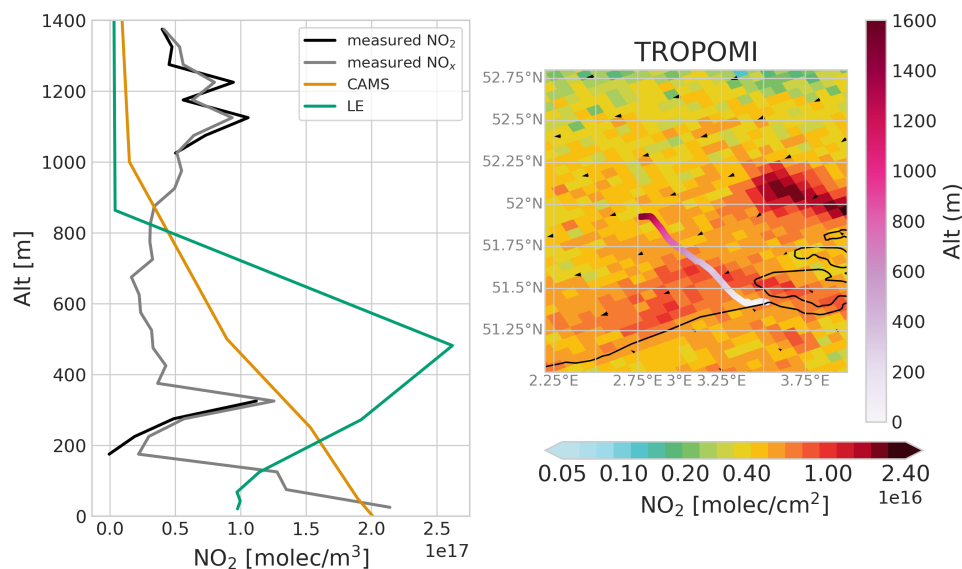 1400
1200
1000
800
600
400
200
0
Alt [m]
0.0
0.5
1.0
1.5
2.0
2.5
1e17
NO₂ [molec/m³]
measured NO₂
measured NOₓ
CAMS
LE
TROPOMI
52.75°N
52.5°N
52.25°N
52°N
51.75°N
51.5°N
51.25°N
2.25°E
2.75°E
3°E
3.25°E
3.75°E
1600
1400
1200
1000
800
600
400
200
0
Alt (m)
0.05
0.10
0.40
1.00
2.40
1e16
NO₂ [molec/cm²]